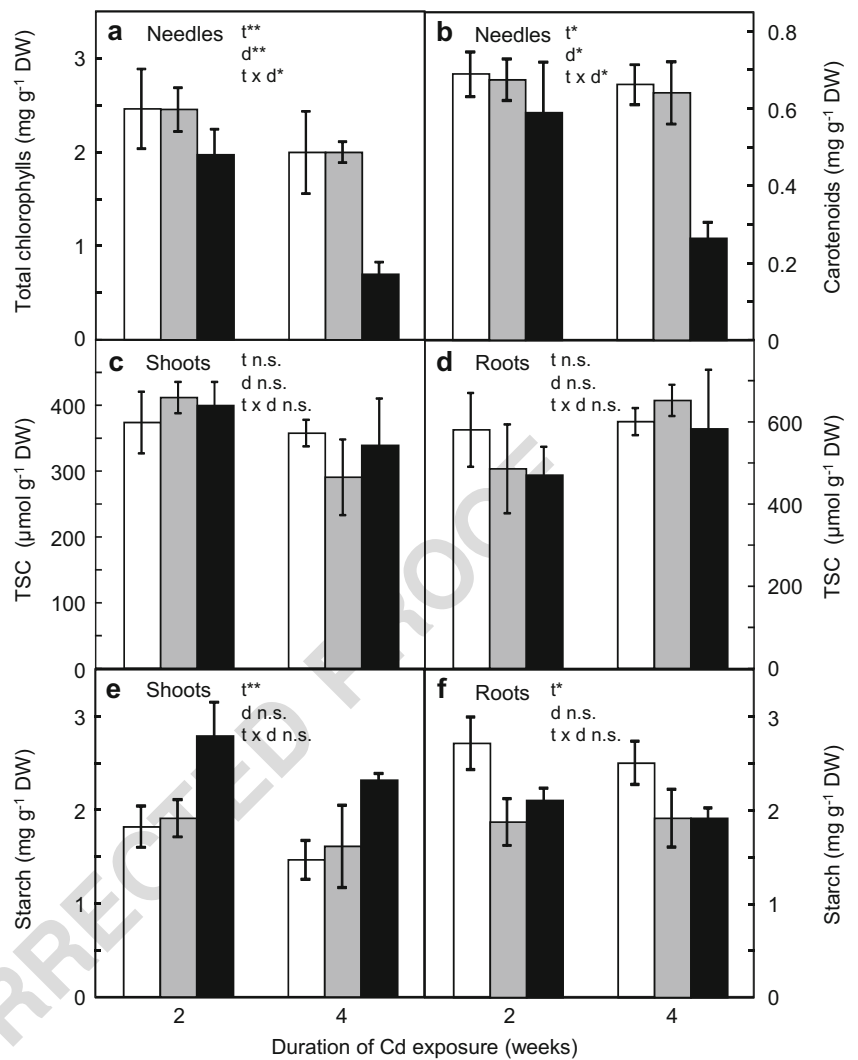 a Needles t** d** t x d*
b Needles t* d* t x d*
Total chlorophylls (mg g⁻¹ DW)
3
2
1
0
Carotenoids (mg g⁻¹ DW)
0.8
0.6
0.4
0.2
0
c Shoots t n.s. d n.s. t x d n.s.
d Roots t n.s. d n.s. t x d n.s.
TSC (µmol g⁻¹ DW)
400
300
200
100
0
TSC (µmol g⁻¹ DW)
600
400
200
0
e Shoots t** d n.s. t x d n.s.
f Roots t* d n.s. t x d n.s.
Starch (mg g⁻¹ DW)
3
2
1
0
Starch (mg g⁻¹ DW)
3
2
1
0
2 4 2 4
Duration of Cd exposure (weeks)
RRECTED PROOF